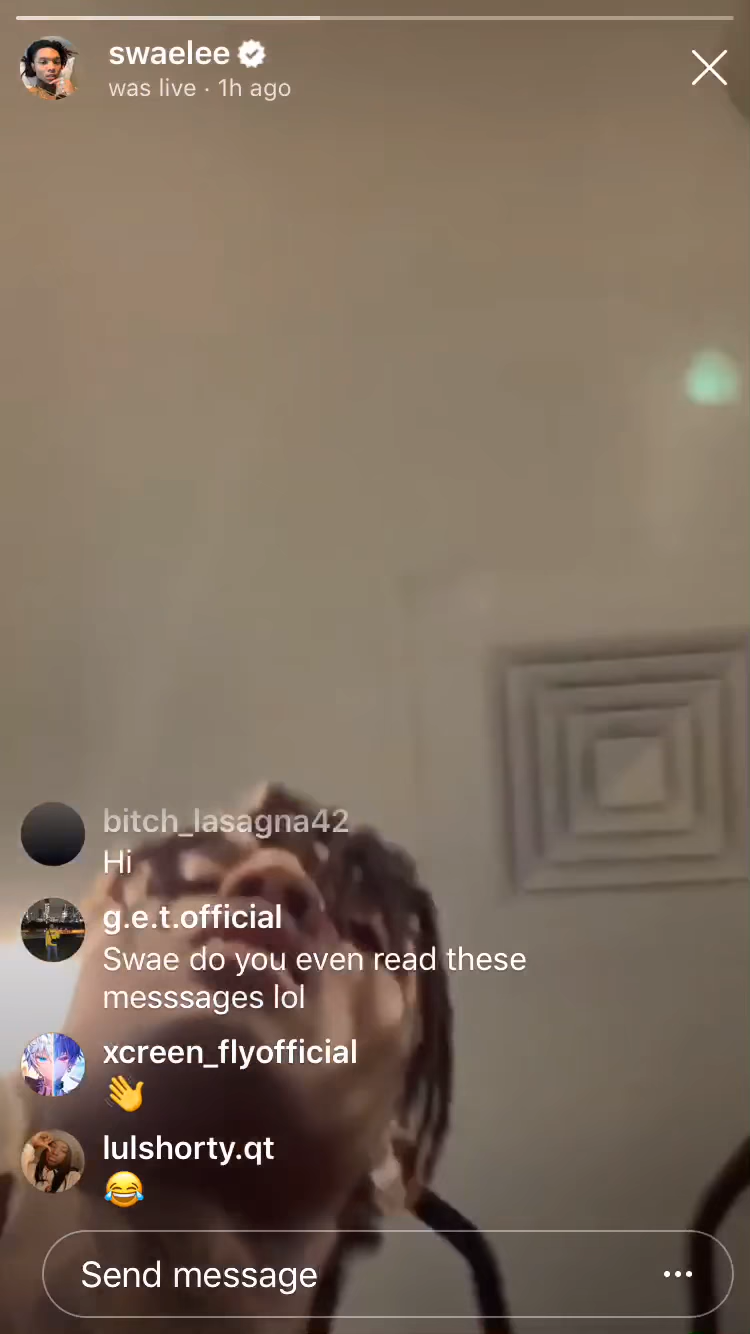 swaelee
was live · 1h ago
bitch_lasagna42
Hi
g.e.t.official
Swae do you even read these
messsages lol
xcreen_flyofficial
👋
lulshorty.qt
😂
Send message